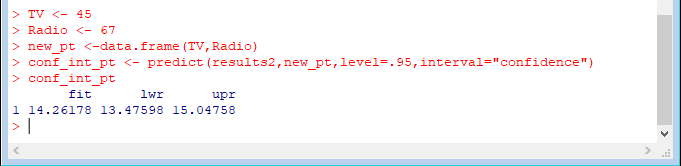 > TV <- 45
> Radio <- 67
> new_pt <-data.frame(TV,Radio)
> conf_int_pt <- predict(results2,new_pt,level=.95,interval="confidence")
> conf_int_pt
       fit      lwr      upr
1 14.26178 13.47598 15.04758
>